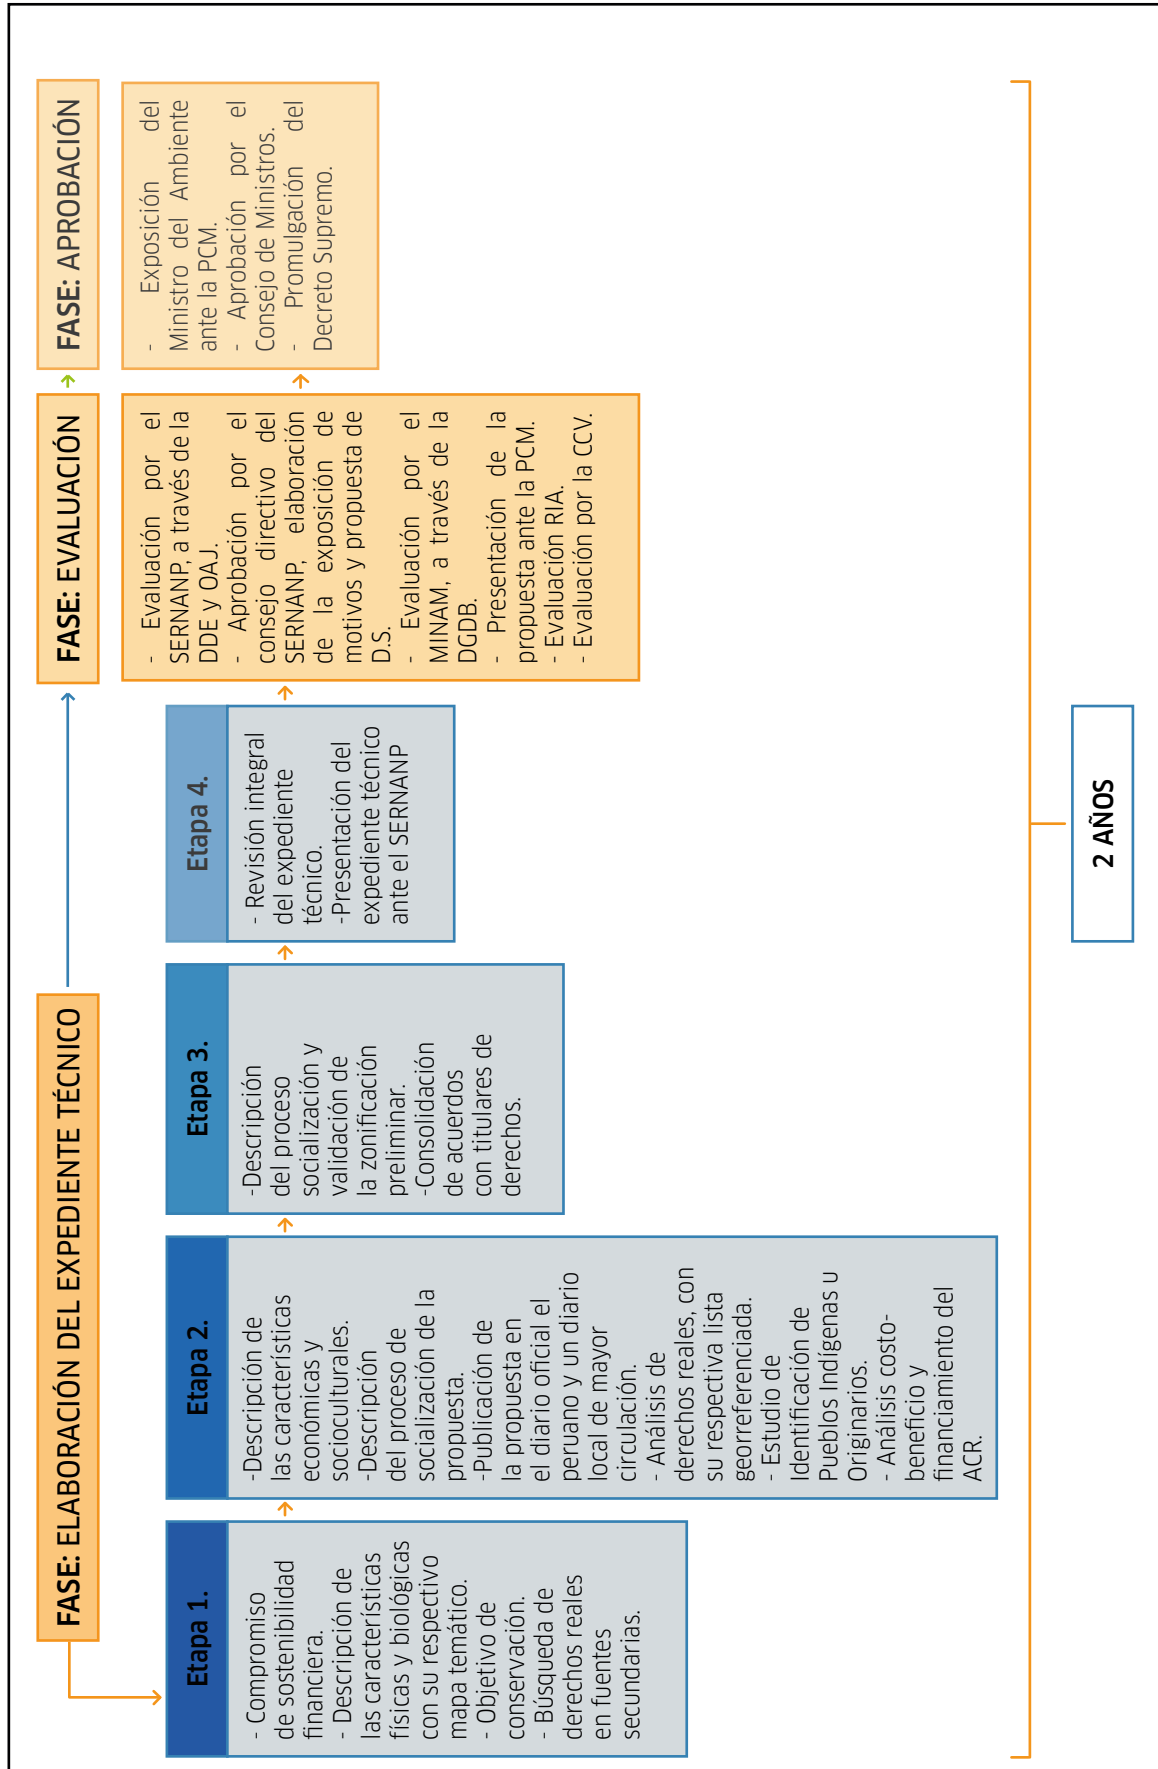 FASE: ELABORACIÓN DEL EXPEDIENTE TÉCNICO
Etapa 1.
- Compromiso
de sostenibilidad
financiera.
- Descripción de
las características
físicas y biológicas
con su respectivo
mapa temático.
- Objetivo de
conservación.
- Búsqueda de
derechos reales
en fuentes
secundarias.
Etapa 2.
-Descripción de
las características
económicas y
socioculturales.
-Descripción
del proceso de
socialización de la
propuesta.
-Publicación de
la propuesta en
el diario oficial el
peruano y un diario
local de mayor
circulación.
- Análisis de
derechos reales, con
su respectiva lista
georreferenciada.
- Estudio de
Identificación de
Pueblos Indígenas u
Originarios.
- Análisis costo-
beneficio y
financiamiento del
ACR.
Etapa 3.
-Descripción
del proceso
socialización y
validación de
la zonificación
preliminar.
-Consolidación
de acuerdos
con titulares de
derechos.
Etapa 4.
- Revisión integral
del expediente
técnico.
-Presentación del
expediente técnico
ante el SERNANP
FASE: EVALUACIÓN
- Evaluación por el
SERNANP, a través de la
DDE y OAJ.
- Aprobación por el
consejo directivo del
SERNANP, elaboración
de la exposición de
motivos y propuesta de
D.S.
- Evaluación por el
MINAM, a través de la
DGDB.
- Presentación de la
propuesta ante la PCM.
- Evaluación RIA.
- Evaluación por la CCV.
FASE: APROBACIÓN
- Exposición del
Ministro del Ambiente
ante la PCM.
- Aprobación por el
Consejo de Ministros.
- Promulgación del
Decreto Supremo.
2 AÑOS